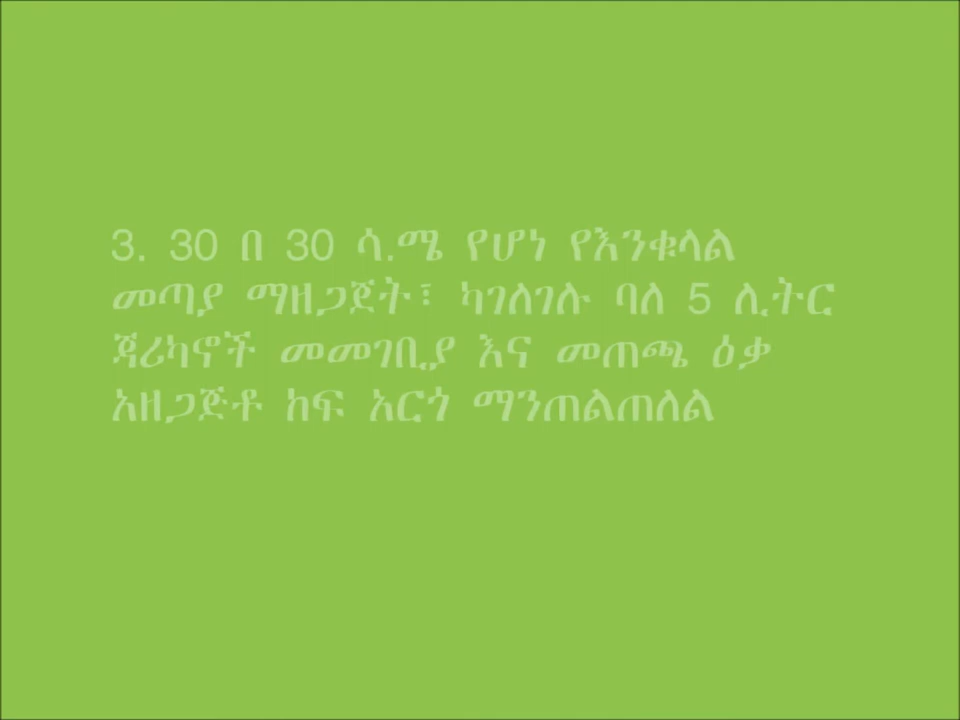 3. 30 በ 30 ሳ.ሜ የሆነ የእንቁላል
መጣያ ማዘጋጀት፣ ካገለገሉ ባለ 5 ሊትር
ጃሪካኖች መመገቢያ እና መጠጫ ዕቃ
አዘጋጅቶ ከፍ አርጎ ማንጠልጠለል